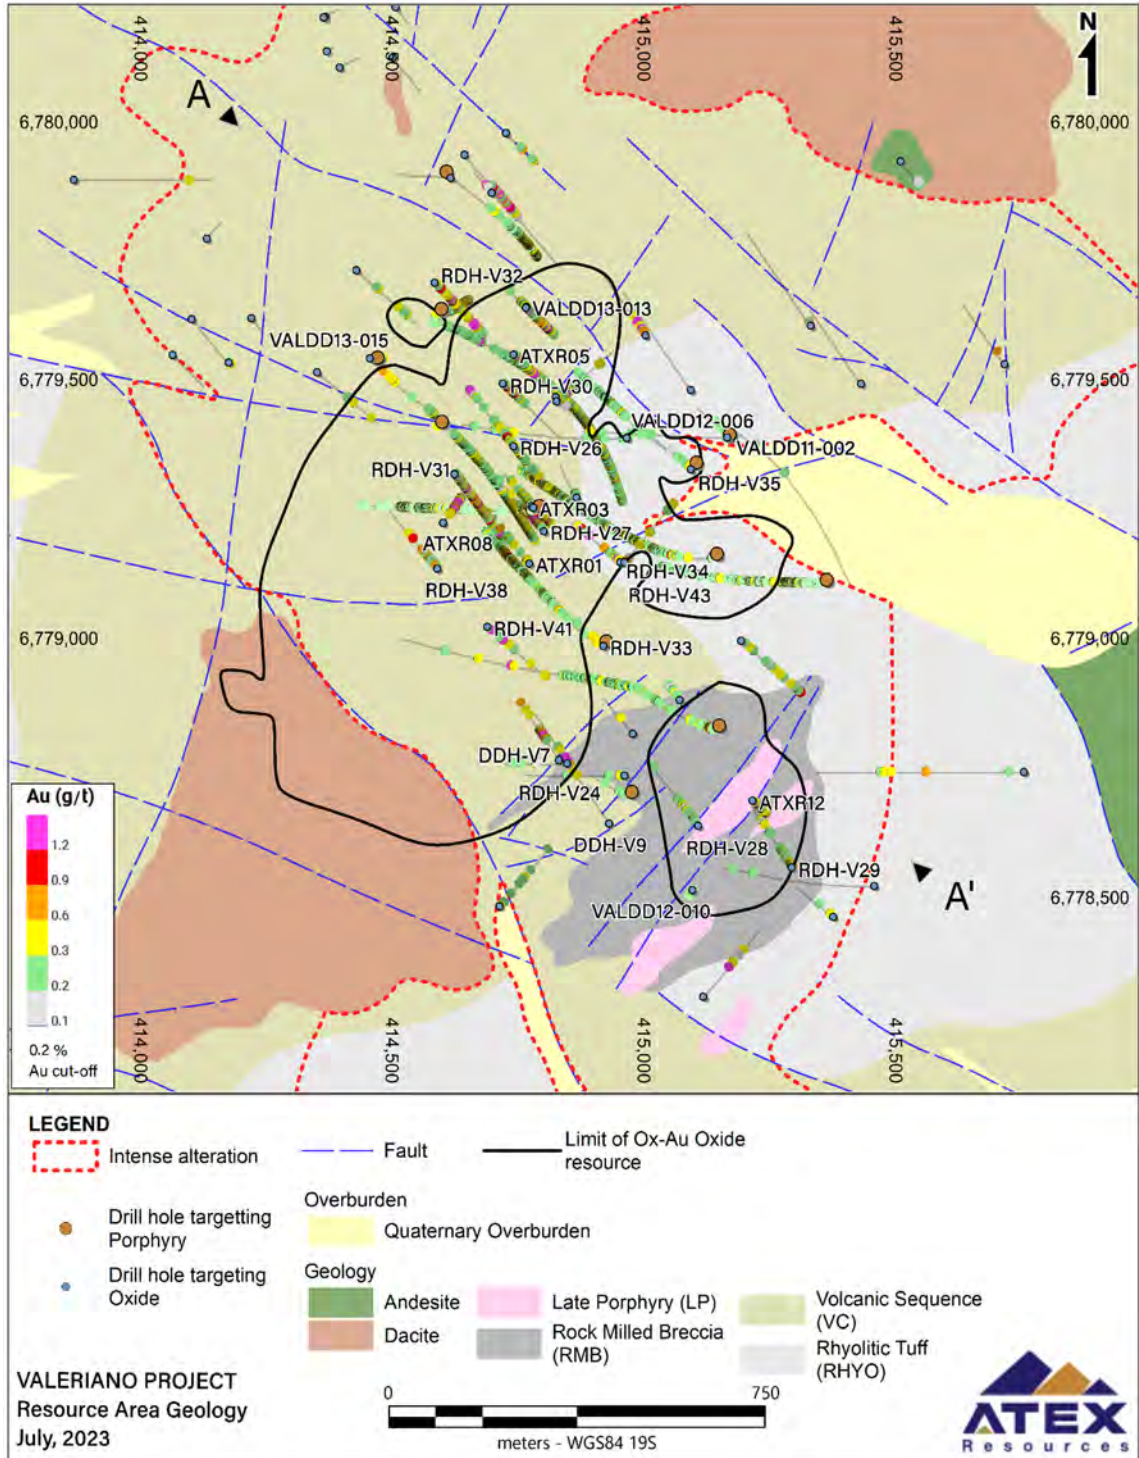 414,000
414,500
415,000
415,500
N
A
6,780,000
6,780,000
RDH-V32
VALDD13-013
VALDD13-015
ATXR05
6,779,500
6,779,500
RDH-V30
VALDD12-006
RDH-V26
VALDD11-002
RDH-V31
RDH-V35
ATXR03
ATXR08
RDH-V27
ATXR01
RDH-V34
RDH-V38
RDH-V43
RDH-V41
6,779,000
6,779,000
RDH-V33
DDH-V7
RDH-V24
ATXR12
DDH-V9
RDH-V28
RDH-V29
A'
VALDD12-010
6,778,500
Au (g/t)
1.2
0.9
0.6
0.3
0.2
0.1
0.2 %
Au cut-off
414,000
414,500
415,000
415,500
LEGEND
Intense alteration
Fault
Limit of Ox-Au Oxide
resource
Drill hole targetting
Porphyry
Drill hole targeting
Oxide
Overburden
Quaternary Overburden
Geology
Andesite
Dacite
Late Porphyry (LP)
Rock Milled Breccia
(RMB)
Volcanic Sequence
(VC)
Rhyolitic Tuff
(RHYO)
VALERIANO PROJECT
Resource Area Geology
July, 2023
0
750
meters - WGS84 19S
ATEX
Resources